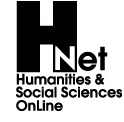 H-Net
Humanities &
Social Sciences
OnLine